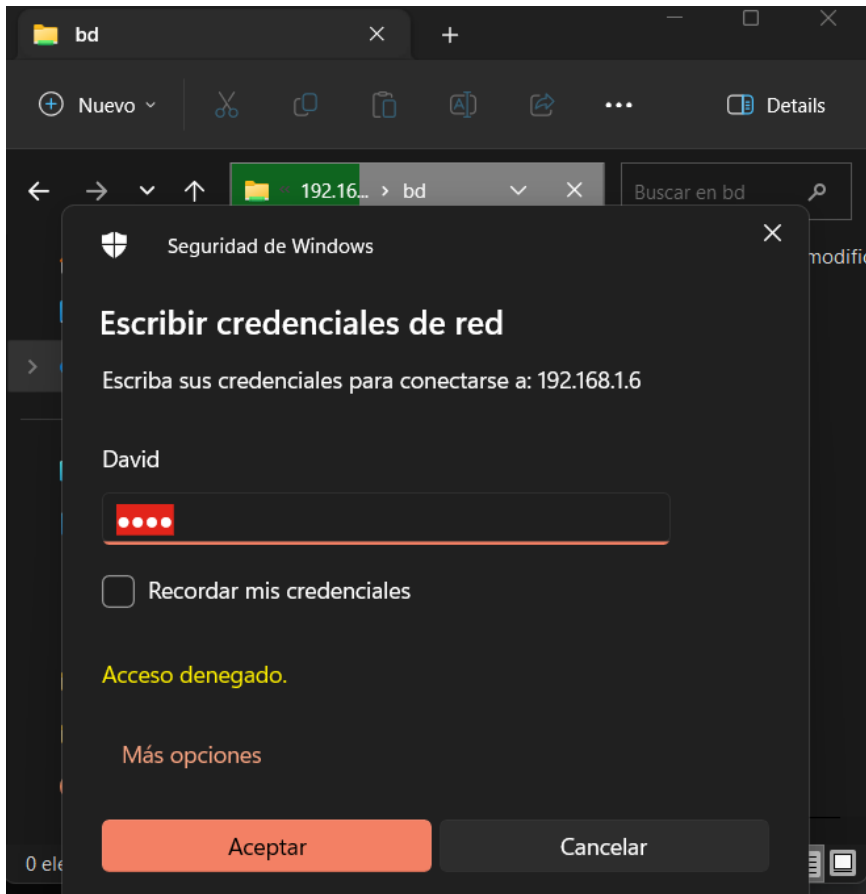 bd
Nuevo
Details
192.16... > bd
Buscar en bd
Seguridad de Windows
modific
Escribir credenciales de red
Escriba sus credenciales para conectarse a: 192.168.1.6
David
●●●●
Recordar mis credenciales
Acceso denegado.
Más opciones
Aceptar
Cancelar
0 ele